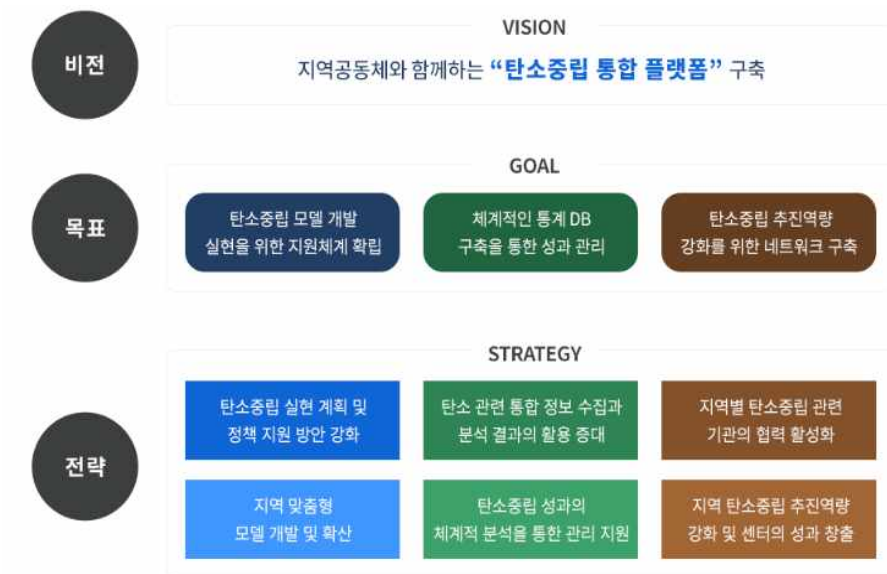 비전
VISION
지역공동체와 함께하는 “탄소중립 통합 플랫폼” 구축
목표
GOAL
탄소중립 모델 개발
실현을 위한 지원체계 확립
체계적인 통계 DB
구축을 통한 성과 관리
탄소중립 추진역량
강화를 위한 네트워크 구축
전략
STRATEGY
탄소중립 실현 계획 및
정책 지원 방안 강화
탄소 관련 통합 정보 수집과
분석 결과의 활용 증대
지역별 탄소중립 관련
기관의 협력 활성화
지역 맞춤형
모델 개발 및 확산
탄소중립 성과의
체계적 분석을 통한 관리 지원
지역 탄소중립 추진역량
강화 및 센터의 성과 창출